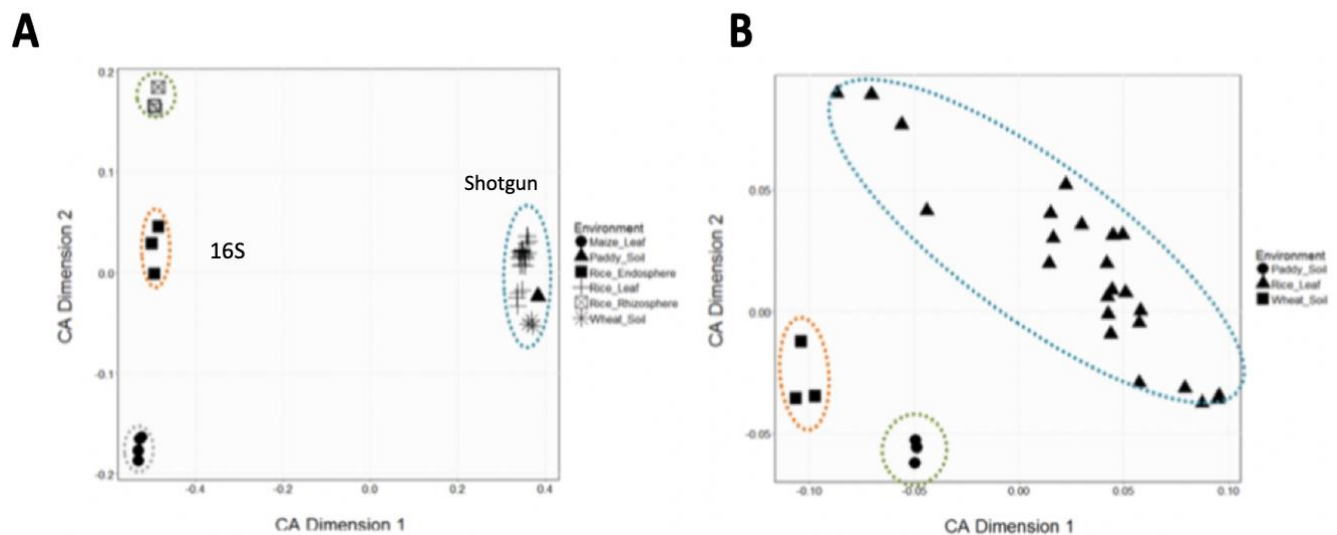 A
B
0.2
0.1
0.0
-0.1
-0.2
CA Dimension 2
16S
Shotgun
-0.4
-0.2
0.0
0.2
0.4
CA Dimension 1
Environment
Maize_Leaf
Paddy_Soil
Rice_Endosphere
Rice_Leaf
Rice_Rhizosphere
Wheat_Soil
0.05
0.00
-0.05
CA Dimension 2
-0.10
-0.05
0.00
0.05
0.10
CA Dimension 1
Environment
Paddy_Soil
Rice_Leaf
Wheat_Soil